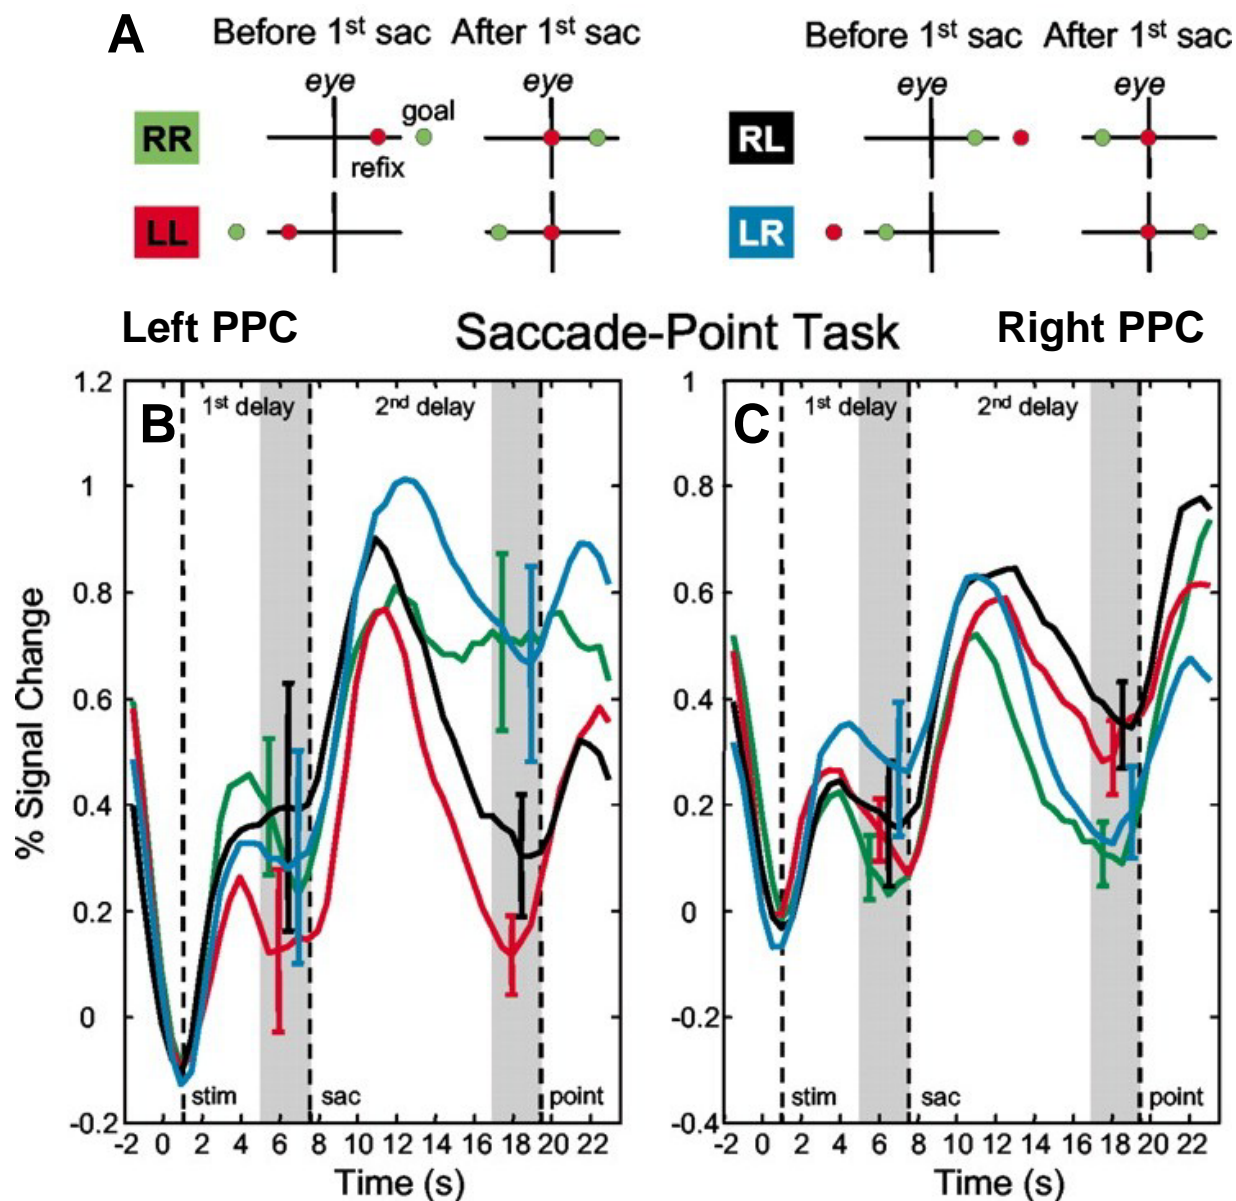 A
Before 1st sac After 1st sac
Before 1st sac After 1st sac
eye eye
eye eye
RR
goal
refix
RL
LL
LR
Left PPC
Saccade-Point Task
Right PPC
B
1st delay
2nd delay
C
1st delay
2nd delay
% Signal Change
1.2
1
0.8
0.6
0.4
0.2
0
-0.2
1
0.8
0.6
0.4
0.2
0
-0.2
-0.4
stim
sac
point
stim
sac
point
-2 0 2 4 6 8 10 12 14 16 18 20 22
-2 0 2 4 6 8 10 12 14 16 18 20 22
Time (s)
Time (s)